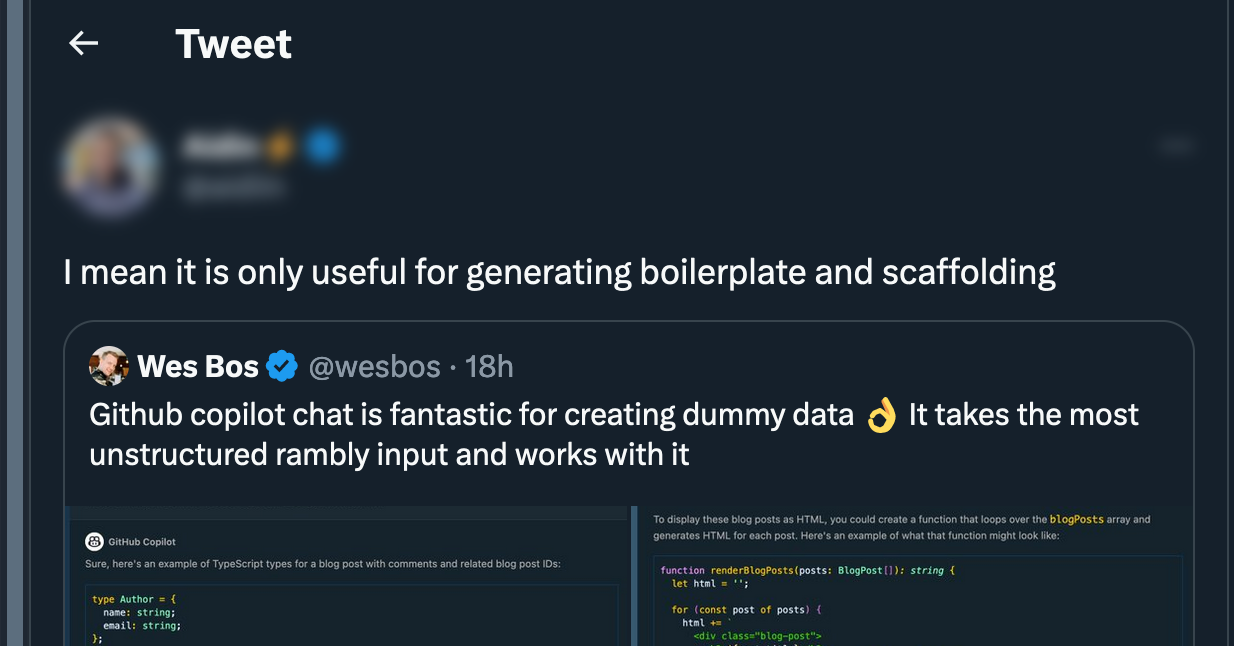 Tweet
I mean it is only useful for generating boilerplate and scaffolding
Wes Bos @wesbos · 18h
Github copilot chat is fantastic for creating dummy data 👌 It takes the most
unstructured rambly input and works with it
GitHub Copilot
Sure, here's an example of TypeScript types for a blog post with comments and related blog post IDs:
type Author = {
name: string;
email: string;
};
To display these blog posts as HTML, you could create a function that loops over the blogPosts array and
generates HTML for each post. Here's an example of what that function might look like:
function renderBlogPosts(posts: BlogPost[]): string {
let html = '';
for (const post of posts) {
html += `
<div class="blog-post">